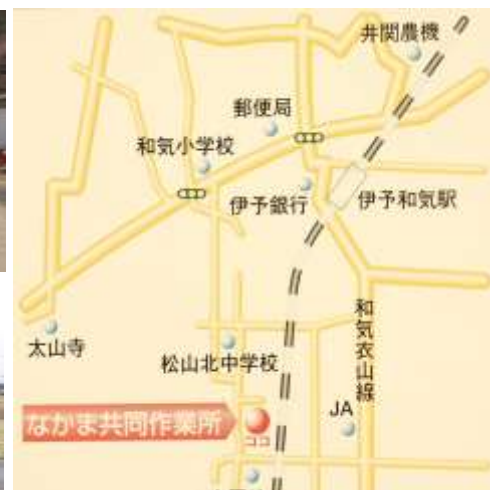 井関農機
郵便局
和気小学校
伊予銀行
伊予和気駅
太山寺
和気衣山線
松山北中学校
JA
なかま共同作業所
ココ